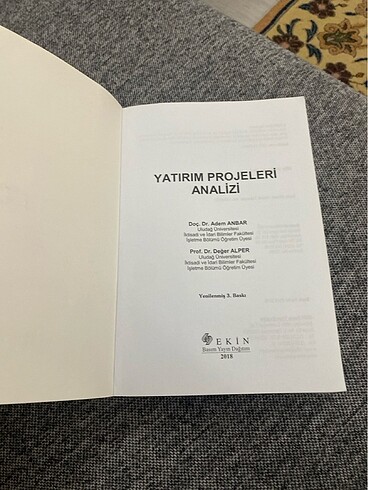 YATIRIM PROJELERİ
ANALİZİ
Doç. Dr. Adem ANBAR
Uludağ Üniversitesi
İktisadi ve İdari Bilimler Fakültesi
İşletme Bölümü Öğretim Üyesi
Prof. Dr. Değer ALPER
Uludağ Üniversitesi
İktisadi ve İdari Bilimler Fakültesi
İşletme Bölümü Öğretim Üyesi
Yenilenmiş 3. Baskı
EKİN
Basım Yayın Dağıtım
2018